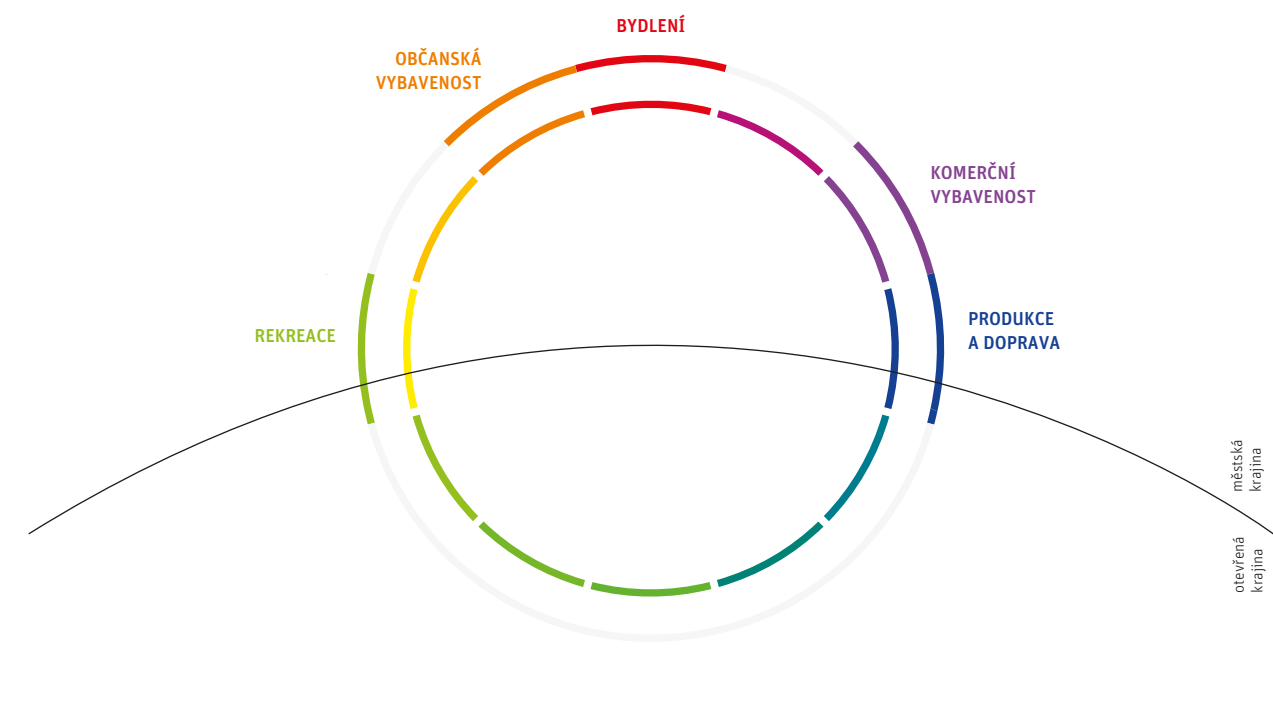 BYDLENÍ
OBČANSKÁ
VYBAVENOST
KOMERČNÍ
VYBAVENOST
REKREACE
PRODUKCE
A DOPRAVA
městská
krajina
otevřená
krajina